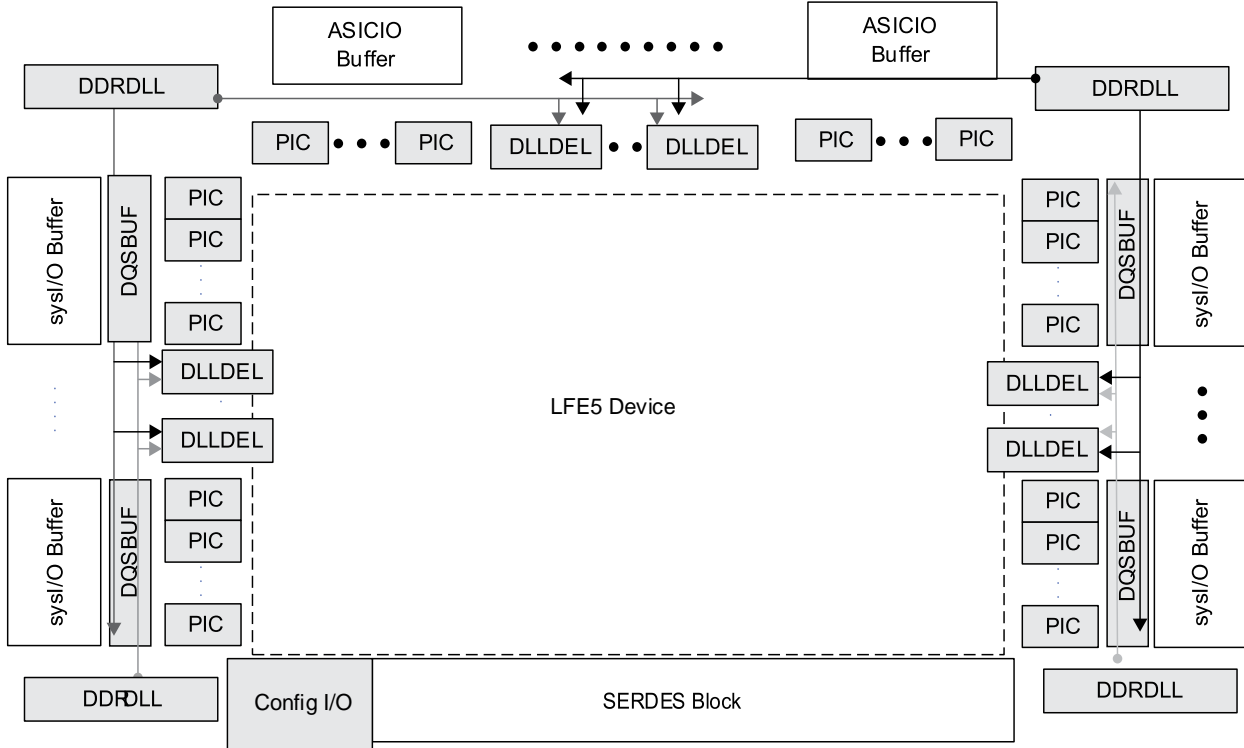 ASICIO
Buffer
ASICIO
Buffer
DDRDLL
DDRDLL
PIC
PIC
DLLDEL
DLLDEL
PIC
PIC
sysI/O Buffer
DQSBUF
PIC
PIC
PIC
DLLDEL
DLLDEL
sysI/O Buffer
DQSBUF
PIC
PIC
PIC
LFE5 Device
PIC
PIC
PIC
DQSBUF
sysI/O Buffer
DLLDEL
DLLDEL
PIC
PIC
PIC
DQSBUF
sysI/O Buffer
DDRDLL
Config I/O
SERDES Block
DDRDLL